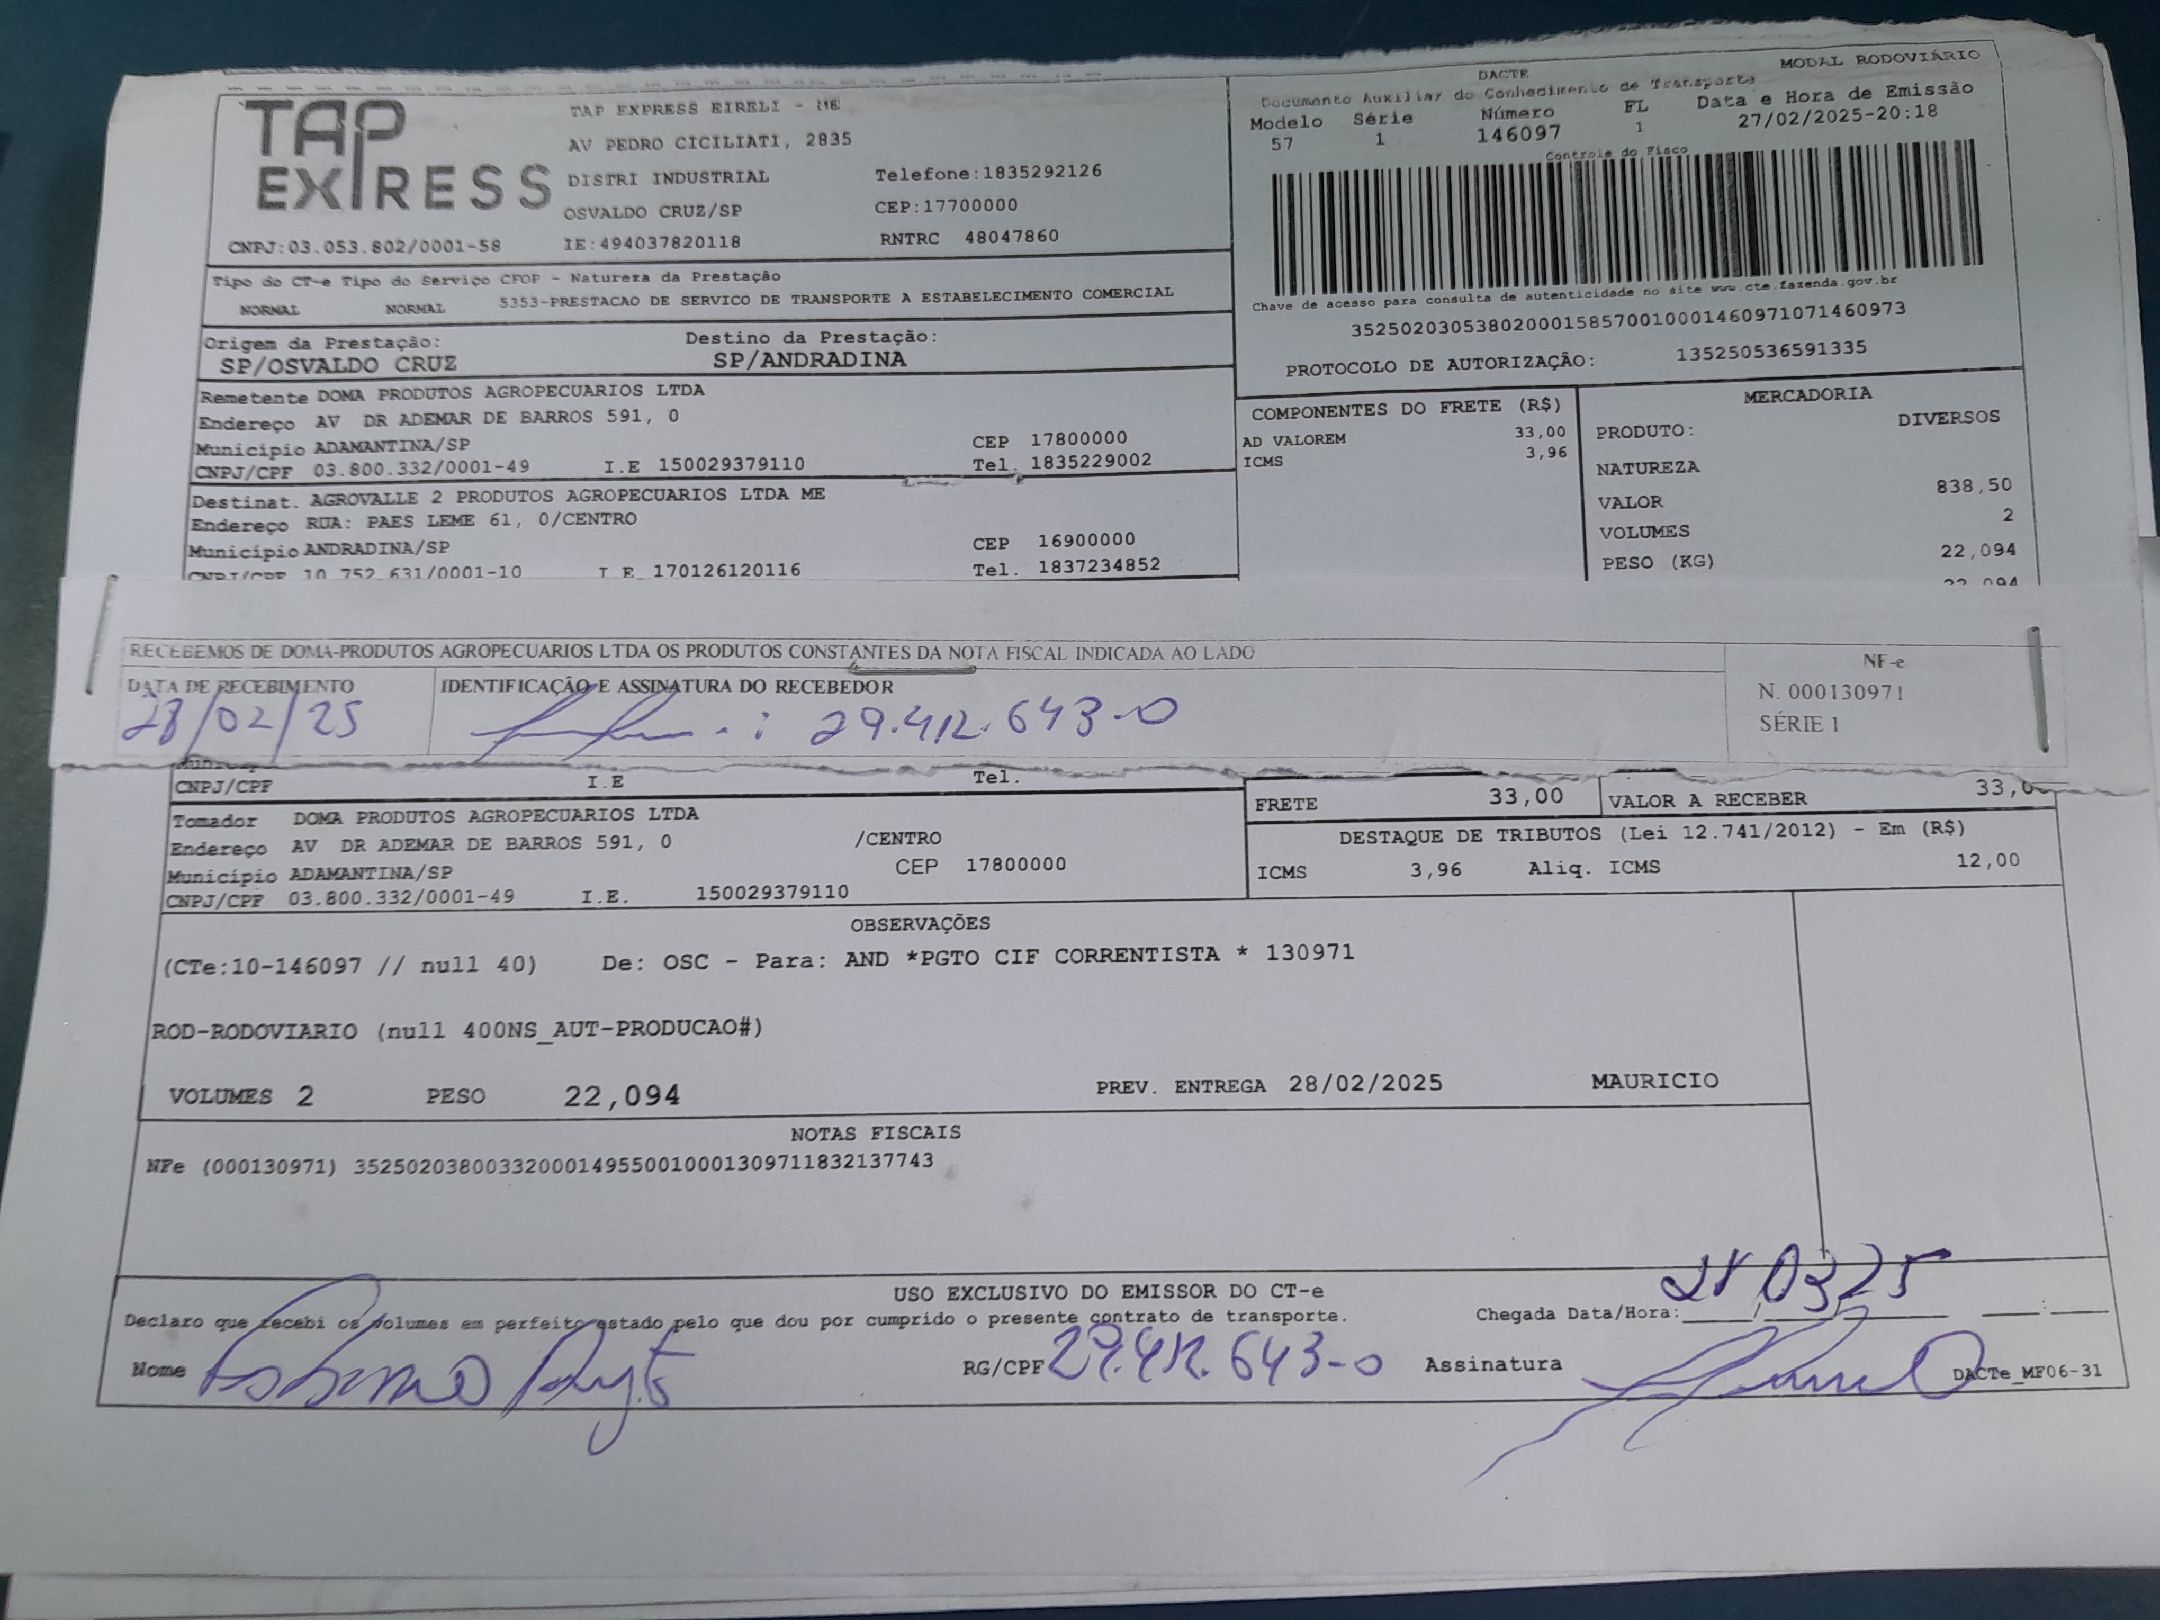 TAP
EXPRESS
TAP EXPRESS EIRELI - ME
AV PEDRO CICILIATI, 2835
DISTRI INDUSTRIAL Telefone:1835292126
OSVALDO CRUZ/SP CEP:17700000
CNPJ:03.053.802/0001-58 IE:494037820118 RNTRC 48047860
DACTE MODAL RODOVIÁRIO
Documento Auxiliar do Conhecimento de Transporte
Modelo Série Número FL Data e Hora de Emissão
57 1 146097 1 27/02/2025-20:18
Controle do Fisco
Chave de acesso para consulta de autenticidade no site www.cte.fazenda.gov.br
35250203053802000158570010001460971071460973
PROTOCOLO DE AUTORIZAÇÃO: 135250536591335
Tipo do CT-e Tipo do Serviço CFOP - Natureza da Prestação
NORMAL NORMAL 5353-PRESTACAO DE SERVICO DE TRANSPORTE A ESTABELECIMENTO COMERCIAL
Origem da Prestação: Destino da Prestação:
SP/OSVALDO CRUZ SP/ANDRADINA
Remetente DOMA PRODUTOS AGROPECUARIOS LTDA
Endereço AV DR ADEMAR DE BARROS 591, 0
Município ADAMANTINA/SP CEP 17800000
CNPJ/CPF 03.800.332/0001-49 I.E 150029379110 Tel. 1835229002
Destinat. AGROVALLE 2 PRODUTOS AGROPECUARIOS LTDA ME
Endereço RUA: PAES LEME 61, 0/CENTRO
Município ANDRADINA/SP CEP 16900000
CNPJ/CPF 10.752.631/0001-10 I.E 170126120116 Tel. 1837234852
COMPONENTES DO FRETE (R$)
AD VALOREM 33,00
ICMS 3,96
MERCADORIA
PRODUTO: DIVERSOS
NATUREZA
VALOR 838,50
VOLUMES 2
PESO (KG) 22,094
22,094
RECEBEMOS DE DOMA-PRODUTOS AGROPECUARIOS LTDA OS PRODUTOS CONSTANTES DA NOTA FISCAL INDICADA AO LADO
DATA DE RECEBIMENTO IDENTIFICAÇÃO E ASSINATURA DO RECEBEDOR
28/02/25 29.412.643-0
NF-e
N. 000130971
SÉRIE 1
Município
CNPJ/CPF I.E Tel.
Tomador DOMA PRODUTOS AGROPECUARIOS LTDA
Endereço AV DR ADEMAR DE BARROS 591, 0 /CENTRO
Município ADAMANTINA/SP CEP 17800000
CNPJ/CPF 03.800.332/0001-49 I.E. 150029379110
FRETE 33,00 VALOR A RECEBER 33,00
DESTAQUE DE TRIBUTOS (Lei 12.741/2012) - Em (R$)
ICMS 3,96 Aliq. ICMS 12,00
OBSERVAÇÕES
(CTe:10-146097 // null 40) De: OSC - Para: AND *PGTO CIF CORRENTISTA * 130971
ROD-RODOVIARIO (null 400NS_AUT-PRODUCAO#)
VOLUMES 2 PESO 22,094 PREV. ENTREGA 28/02/2025 MAURICIO
NOTAS FISCAIS
NFe (000130971) 35250203800332000149550010001309711832137743
USO EXCLUSIVO DO EMISSOR DO CT-e
Declaro que recebi os volumes em perfeito estado pelo que dou por cumprido o presente contrato de transporte.
Chegada Data/Hora:
Nome RG/CPF 29.412.643-0 Assinatura
DACTe_MF06-31